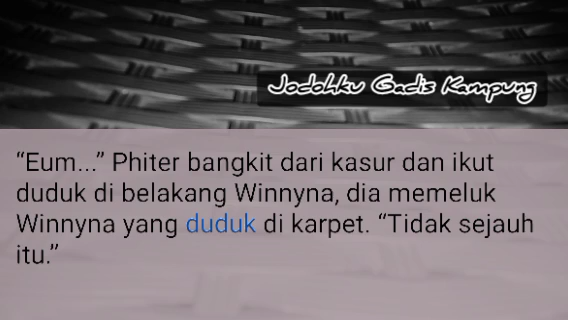 Jodohku Gadis Kampung
“Eum...” Phiter bangkit dari kasur dan ikut
duduk di belakang Winnyna, dia memeluk
Winnyna yang duduk di karpet. “Tidak sejauh
itu.”